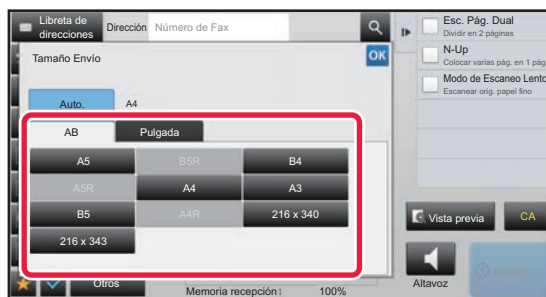 Libreta de
direcciones
Dirección
Número de Fax
Tamaño Envio
OK
Auto.
A4
AB
Pulgada
A5
B5R
B4
A5R
A4
A3
B5
A4R
216 x 340
216 x 343
Otros
Memoria recepción:
100%
Esc. Pág. Dual
Dividir en 2 páginas
N-Up
Colocar varias pág. en 1 pág
Modo de Escaneo Lento
Escanear orig. papel fino
Vista previa
CA
Altavoz